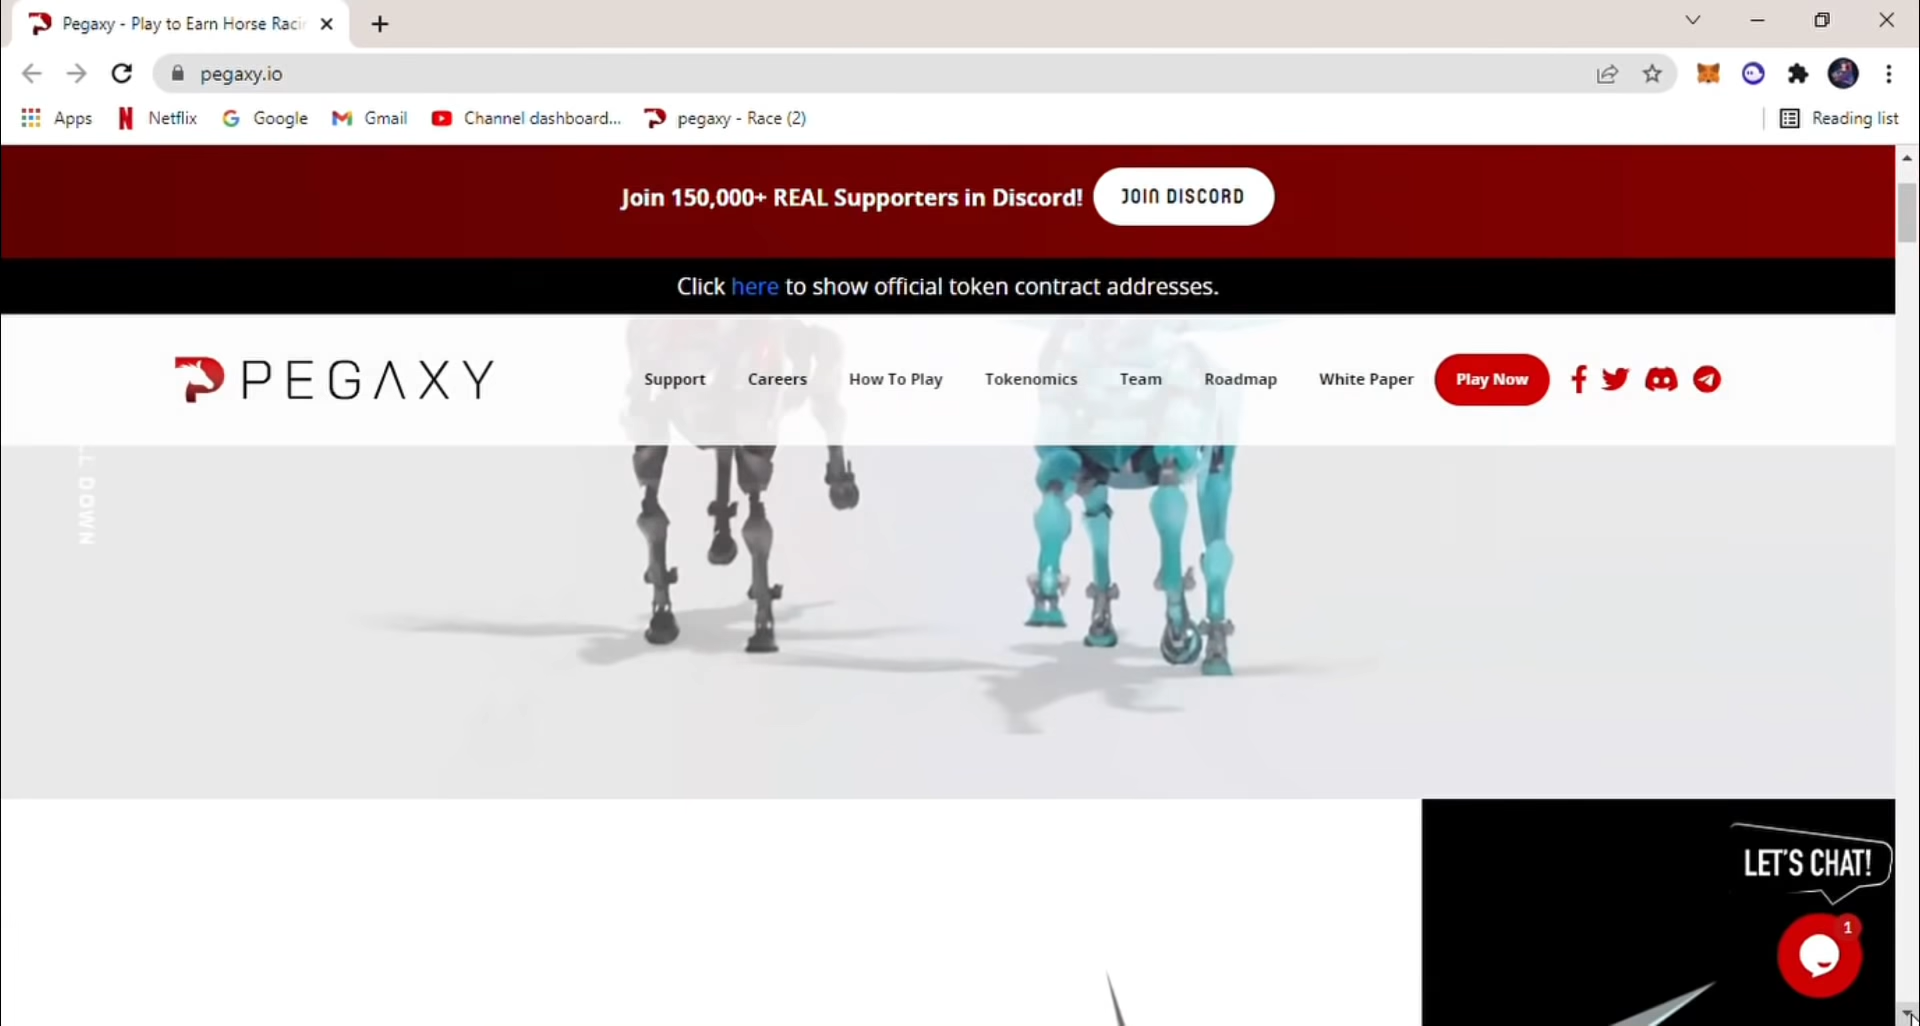 Pegaxy - Play to Earn Horse Raci
pegaxy.io
Apps Netflix Google Gmail Channel dashboard... pegaxy - Race (2) Reading list
Join 150,000+ REAL Supporters in Discord! JOIN DISCORD
Click here to show official token contract addresses.
PEGAXY Support Careers How To Play Tokenomics Team Roadmap White Paper Play Now
LL DOWN
LET'S CHAT!
1